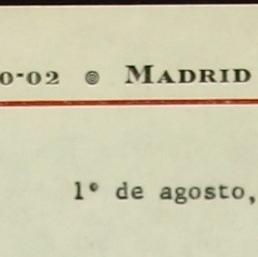 0-02 ◎ MADRID
1º de agosto,